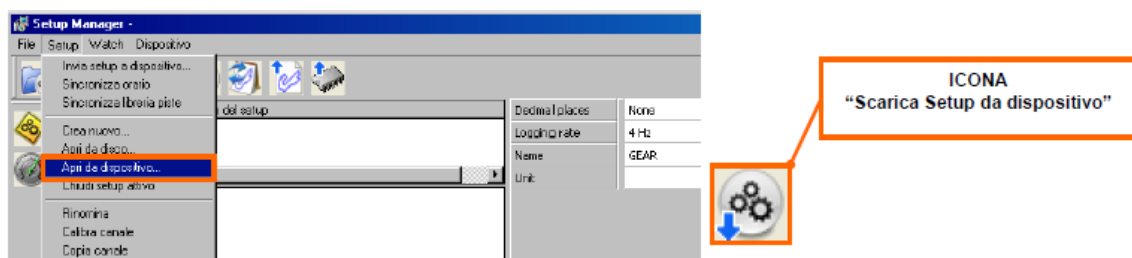 Setup Manager -
File Setup Watch Dispositivo
Invia setup a dispositivo...
Sincronizza orario
Sincronizza libreria piste
Crea nuovo...
Apri da disco...
Apri da dispositivo...
Chiudi setup attivo
Rinomina
Calibra canale
Copia canale
del setup
Decimal places None
Logging rate 4 Hz
Name GEAR
Unit
ICONA
“Scarica Setup da dispositivo”